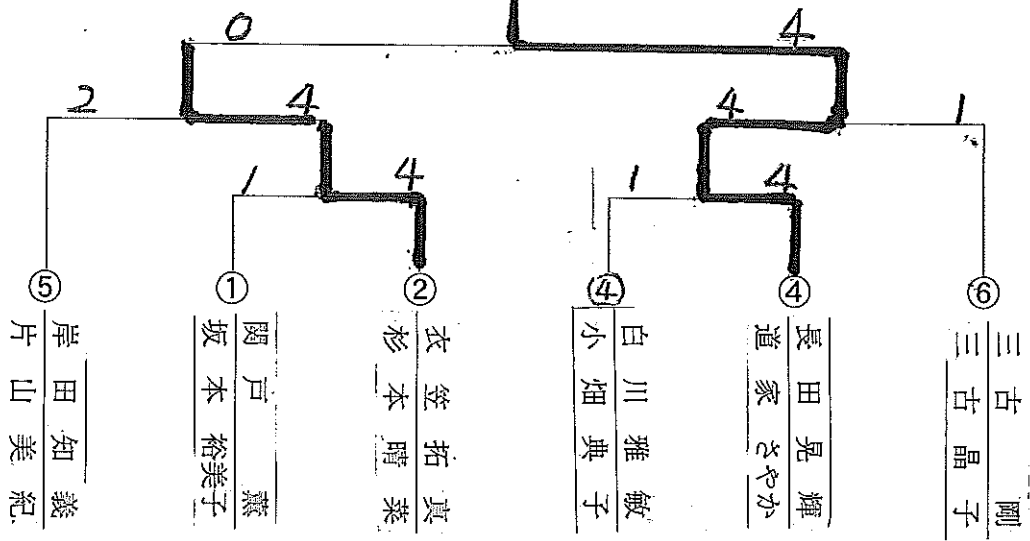 0 4
2 4 4 1
1 4 1 4
⑤ ① ② ④ ④ ⑥
岸田知義
片山美紀
関戸薫
坂本裕美子
衣笠拓真
杉本晴菜
白川雅敏
小畑典子
長田晃輝
道家さやか
三古剛
三古晶子